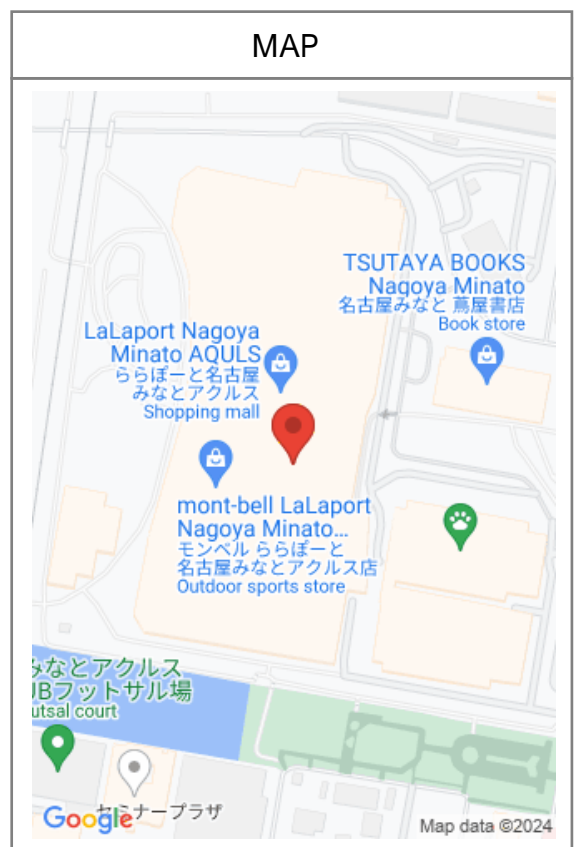 MAP
TSUTAYA BOOKS
Nagoya Minato
名古屋みなと 蔦屋書店
Book store
LaLaport Nagoya
Minato AQULS
ららぽーと名古屋
みなとアクルス
Shopping mall
mont-bell LaLaport
Nagoya Minato...
モンベル ららぽーと
名古屋みなとアクルス店
Outdoor sports store
みなとアクルス
JBフットサル場
utsal court
セミナープラザ
Google
Map data ©2024